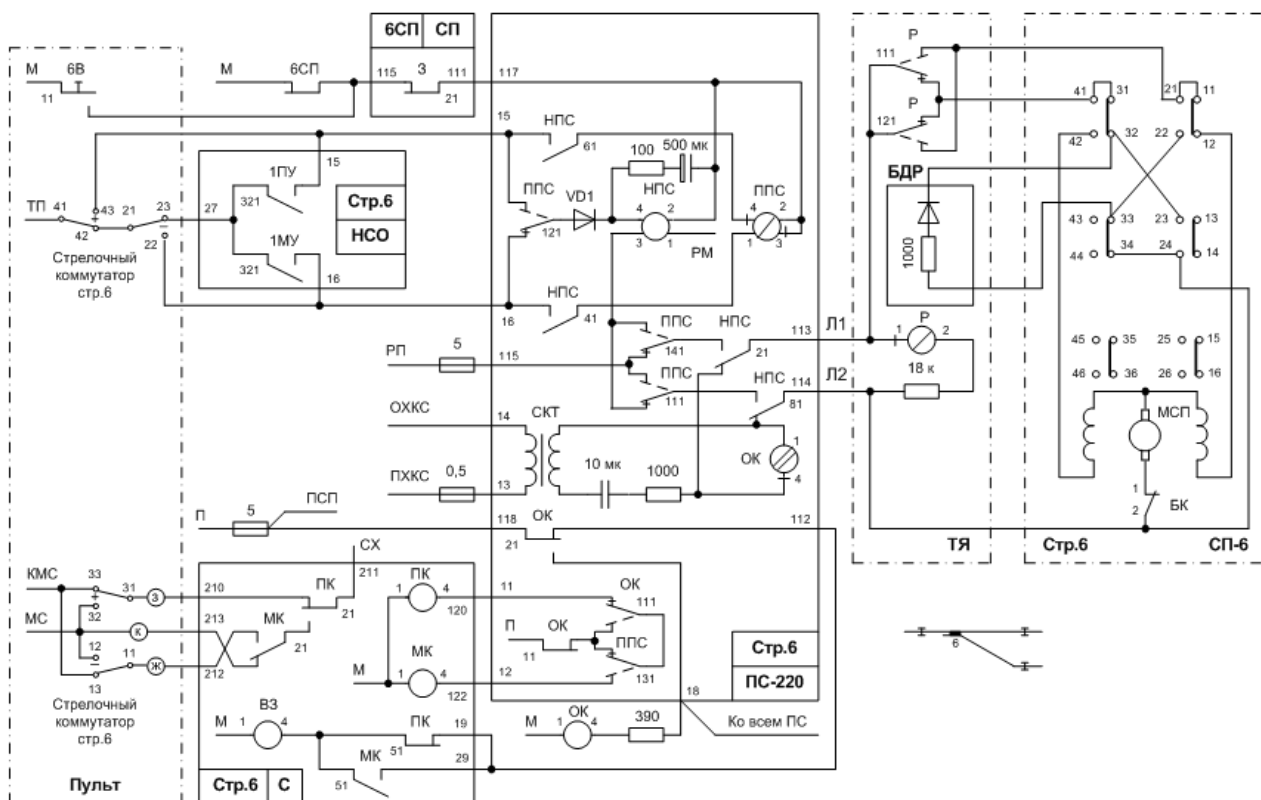 6СП СП
М 6В 11
М 6СП 115 З 111 21 117
15 НПС 61
100 500 мк
15
1ПУ 321
Стр.6
НСО
ППС VD1 121
НПС 4 2 3 1
ППС 4 2 1 3
РМ
ТП 41 43 42 21 23 22 27
Стрелочный
коммутатор
стр.6
1МУ 321 16
16 НПС 41
ППС 141 НПС 21 113 Л1
РП 5 115
ППС 111 НПС 81 114 Л2
ОХКС 14 СКТ
ПХКС 0,5 13
10 мк 1000 ОК 1 4
П 5 ПСП 118 ОК 21 112
СХ 211
КМС 33 31 З 210 ПК 21
32
МС К 213 МК 21
12 11 Ж 212
13
Стрелочный
коммутатор
стр.6
ПК 1 4 120 11
ОК 111
П ОК 11 ППС 131
М МК 1 4 122 12
Стр.6
ПС-220
18
Ко всем ПС
М ВЗ 1 4 ПК 51 19
МК 51 29
М ОК 1 4 390
Пульт
Стр.6 С
Р 111
Р 121
БДР
1000
1 Р 2
18 к
ТЯ
41 31 21 11
42 32 22 12
43 33 23 13
44 34 24 14
45 35 25 15
46 36 26 16
МСП
1 2 БК
Стр.6 СП-6
6